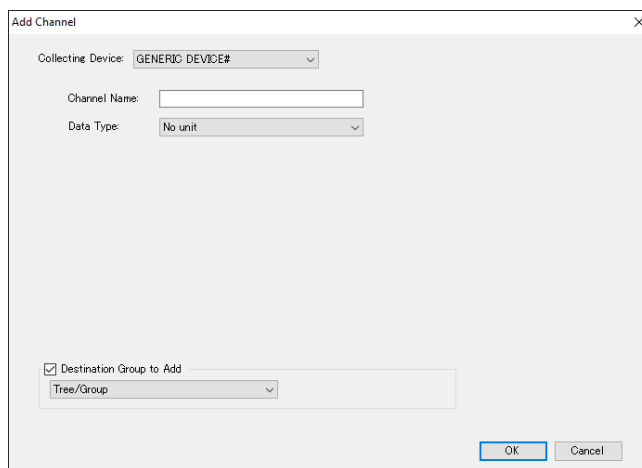 Add Channel
Collecting Device: GENERIC DEVICE#
Channel Name:
Data Type: No unit
Destination Group to Add
Tree/Group
OK Cancel